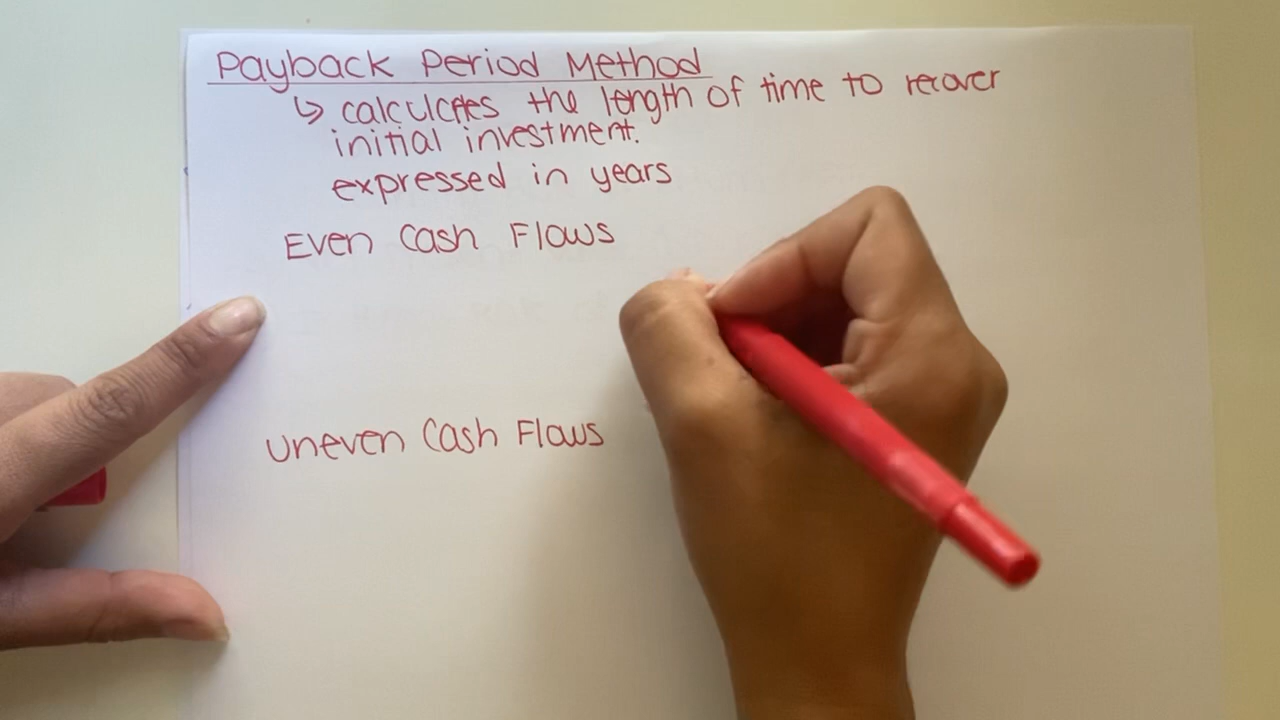 Payback Period Method
↳ calculates the length of time to recover
initial investment.
expressed in years
Even Cash Flows
Uneven Cash Flows